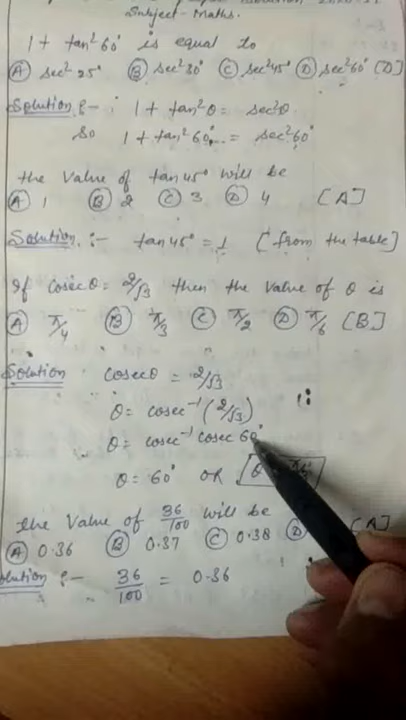 Subject - Maths.
1 + tan²60° is equal to
(A) sec²25° (B) sec²30° (C) sec²45° (D) sec²60° [D]
Solution :- 1 + tan²θ = sec²θ
So 1 + tan²60° = sec²60°
the Value of tan45° will be
(A) 1 (B) 2 (C) 3 (D) 4 [A]
Solution :- tan45° = 1 [from the table]
If cosecθ = 2/√3 then the value of θ is
(A) π/4 (B) π/3 (C) π/2 (D) π/6 [B]
Solution cosecθ = 2/√3
θ = cosec⁻¹(2/√3)
θ = cosec⁻¹ cosec 60°
θ = 60° OR θ
the Value of 36/100 will be
(A) 0.36 (B) 0.37 (C) 0.38 (D) [A]
olution :- 36/100 = 0.36